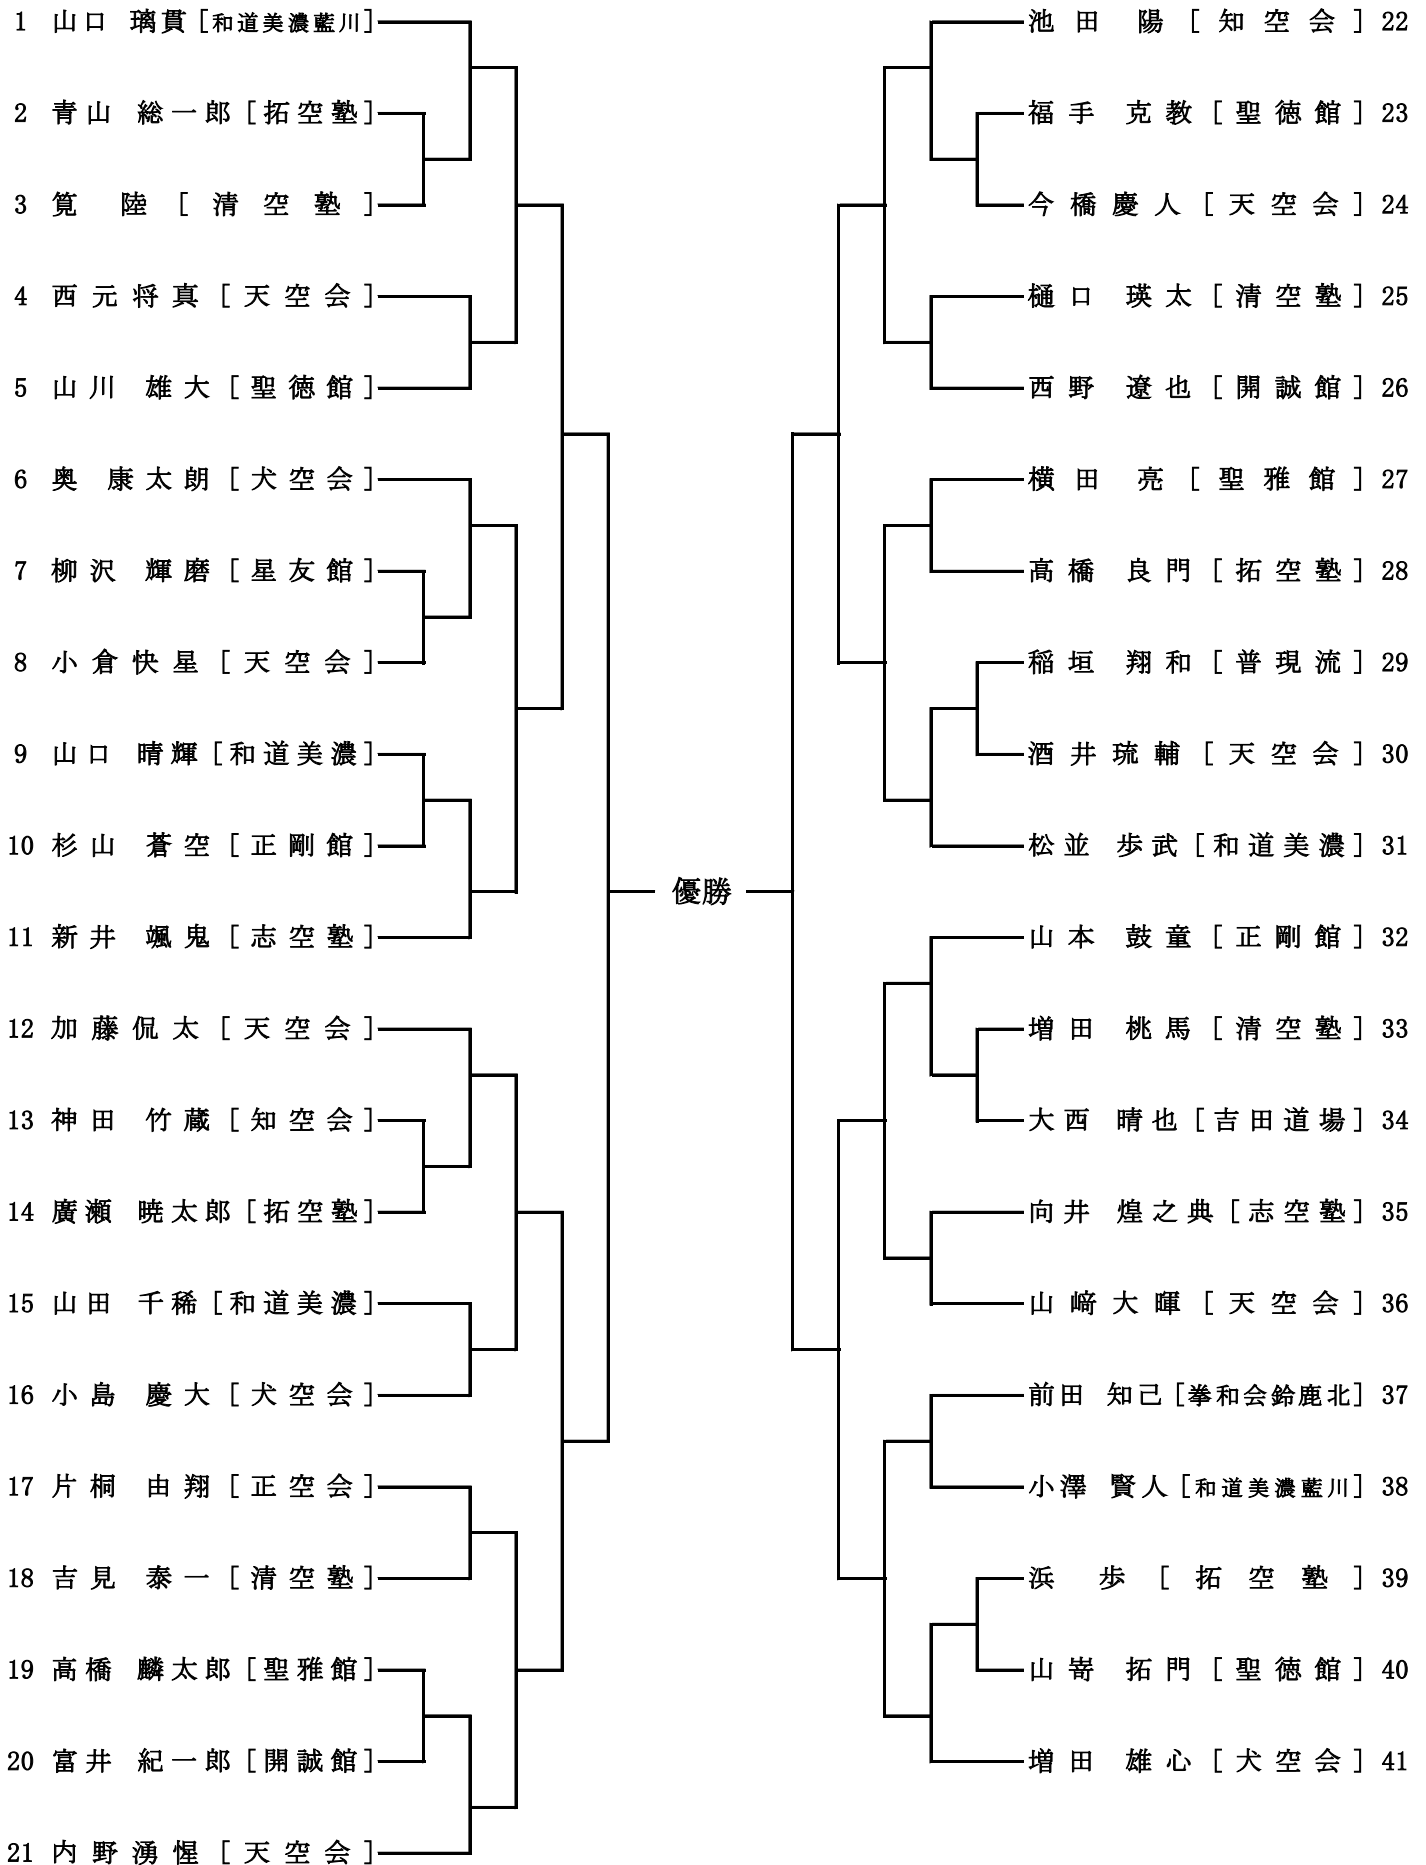 1 山口 璃貫 [和道美濃藍川]
2 青山 総一郎 [拓空塾]
3 筧 陸 [清空塾]
4 西元将真 [天空会]
5 山川 雄大 [聖徳館]
6 奥 康太朗 [犬空会]
7 柳沢 輝磨 [星友館]
8 小倉快星 [天空会]
9 山口 晴輝 [和道美濃]
10 杉山 蒼空 [正剛館]
11 新井 颯鬼 [志空塾]
12 加藤侃太 [天空会]
13 神田 竹蔵 [知空会]
14 廣瀬 暁太郎 [拓空塾]
15 山田 千稀 [和道美濃]
16 小島 慶大 [犬空会]
17 片桐 由翔 [正空会]
18 吉見 泰一 [清空塾]
19 高橋 麟太郎 [聖雅館]
20 富井 紀一郎 [開誠館]
21 内野湧惺 [天空会]
優勝
池田 陽 [知空会] 22
福手 克教 [聖徳館] 23
今橋慶人 [天空会] 24
樋口 瑛太 [清空塾] 25
西野 遼也 [開誠館] 26
横田 亮 [聖雅館] 27
高橋 良門 [拓空塾] 28
稲垣 翔和 [普現流] 29
酒井琉輔 [天空会] 30
松並 歩武 [和道美濃] 31
山本 鼓童 [正剛館] 32
増田 桃馬 [清空塾] 33
大西 晴也 [吉田道場] 34
向井 煌之典 [志空塾] 35
山﨑大暉 [天空会] 36
前田 知己 [拳和会鈴鹿北] 37
小澤 賢人 [和道美濃藍川] 38
浜 歩 [拓空塾] 39
山嵜 拓門 [聖徳館] 40
増田 雄心 [犬空会] 41